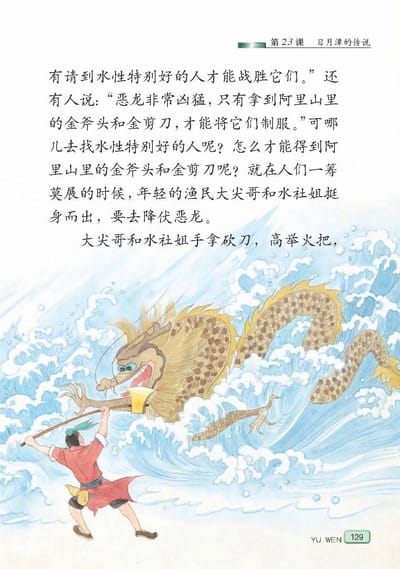 第23课 日月潭的传说
有请到水性特别好的人才能战胜它们。”还
有人说：“恶龙非常凶猛，只有拿到阿里山里
的金斧头和金剪刀，才能将它们制服。”可哪
儿去找水性特别好的人呢？怎么才能得到阿
里山里的金斧头和金剪刀呢？就在人们一筹
莫展的时候，年轻的渔民大尖哥和水社姐挺
身而出，要去降伏恶龙。
大尖哥和水社姐手拿砍刀，高举火把，
YU WEN 129